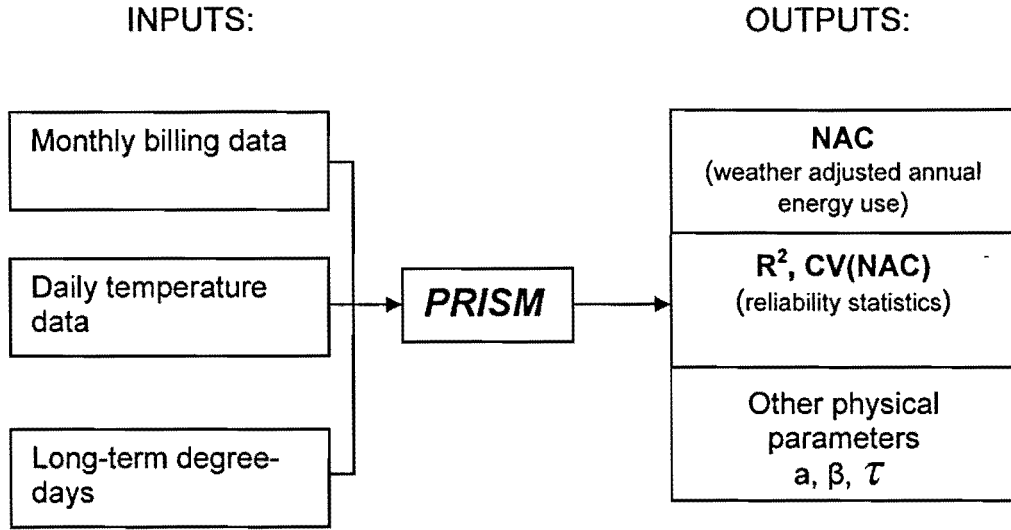 INPUTS:
OUTPUTS:
Monthly billing data
Daily temperature
data
Long-term degree-
days
PRISM
NAC
(weather adjusted annual
energy use)
R², CV(NAC)
(reliability statistics)
Other physical
parameters
a, β, τ